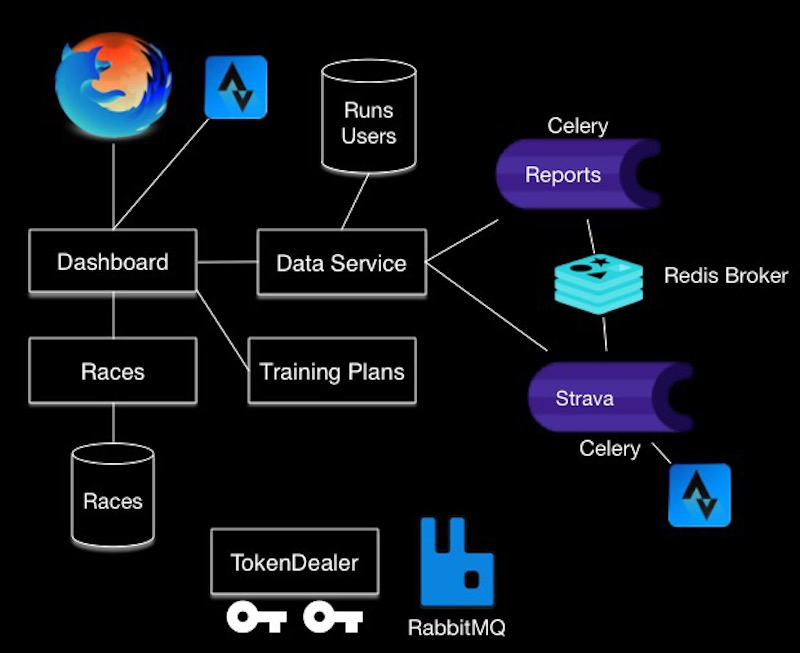 Runs
Users
Celery
Reports
Dashboard
Data Service
Redis Broker
Races
Training Plans
Strava
Celery
Races
TokenDealer
RabbitMQ